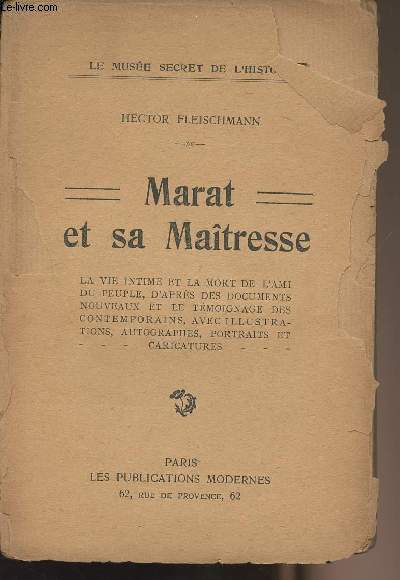 LE MUSÉE SECRET DE L'HISTO
HECTOR FLEISCHMANN
Marat
et sa Maîtresse
LA VIE INTIME ET LA MORT DE L'AMI
DU PEUPLE, D'APRÈS DES DOCUMENTS
NOUVEAUX ET LE TÉMOIGNAGE DES
CONTEMPORAINS, AVEC ILLUSTRA-
TIONS, AUTOGRAPHES, PORTRAITS ET
- - - CARICATURES - - -
PARIS
LES PUBLICATIONS MODERNES
62, RUE DE PROVENCE, 62
le-livre.com